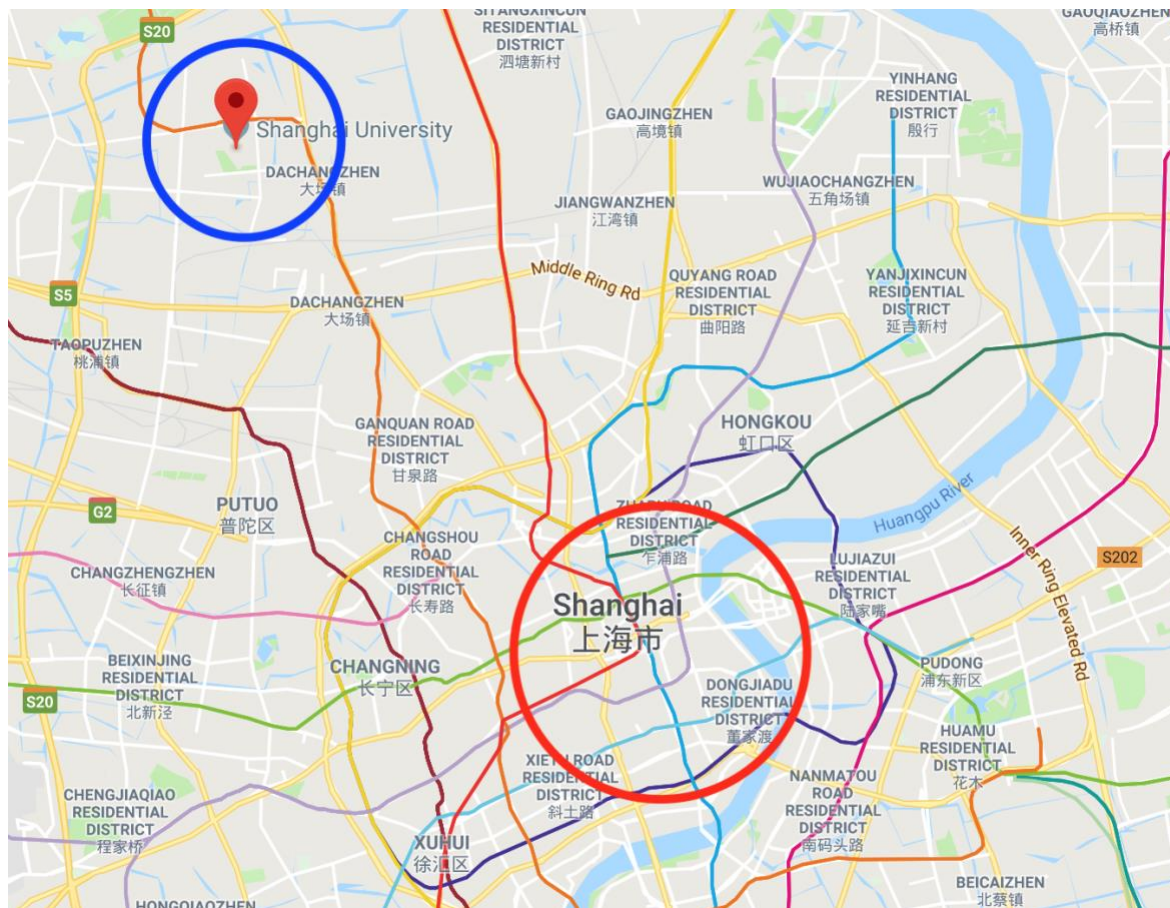 S20
SITANGXINCUN
RESIDENTIAL
DISTRICT
泗塘新村
GAOQIAOZHEN
高桥镇
YINHANG
RESIDENTIAL
DISTRICT
殷行
GAOJINGZHEN
高境镇
Shanghai University
DACHANGZHEN
大场镇
WUJIAOCHANGZHEN
五角场镇
JIANGWANZHEN
江湾镇
Middle Ring Rd
QUYANG ROAD
RESIDENTIAL
DISTRICT
曲阳路
YANJIXINCUN
RESIDENTIAL
DISTRICT
延吉新村
S5
DACHANGZHEN
大场镇
TAOPUZHEN
桃浦镇
GANQUAN ROAD
RESIDENTIAL
DISTRICT
甘泉路
HONGKOU
虹口区
PUTUO
普陀区
G2
ZHAPU ROAD
RESIDENTIAL
DISTRICT
乍浦路
Huangpu River
CHANGSHOU
ROAD
RESIDENTIAL
DISTRICT
长寿路
LUJIAZUI
RESIDENTIAL
DISTRICT
陆家嘴
Inner Ring Elevated Rd
S202
CHANGZHENGZHEN
长征镇
Shanghai
上海市
BEIXINJING
RESIDENTIAL
DISTRICT
北新泾
CHANGNING
长宁区
PUDONG
浦东新区
S20
DONGJIADU
RESIDENTIAL
DISTRICT
董家渡
HUAMU
RESIDENTIAL
DISTRICT
花木
XIETU ROAD
RESIDENTIAL
DISTRICT
斜土路
NANMATOU
ROAD
RESIDENTIAL
DISTRICT
南码头路
CHENGJIAQIAO
RESIDENTIAL
DISTRICT
程家桥
XUHUI
徐汇区
BEICAIZHEN
北蔡镇
HONGQIAOZHEN